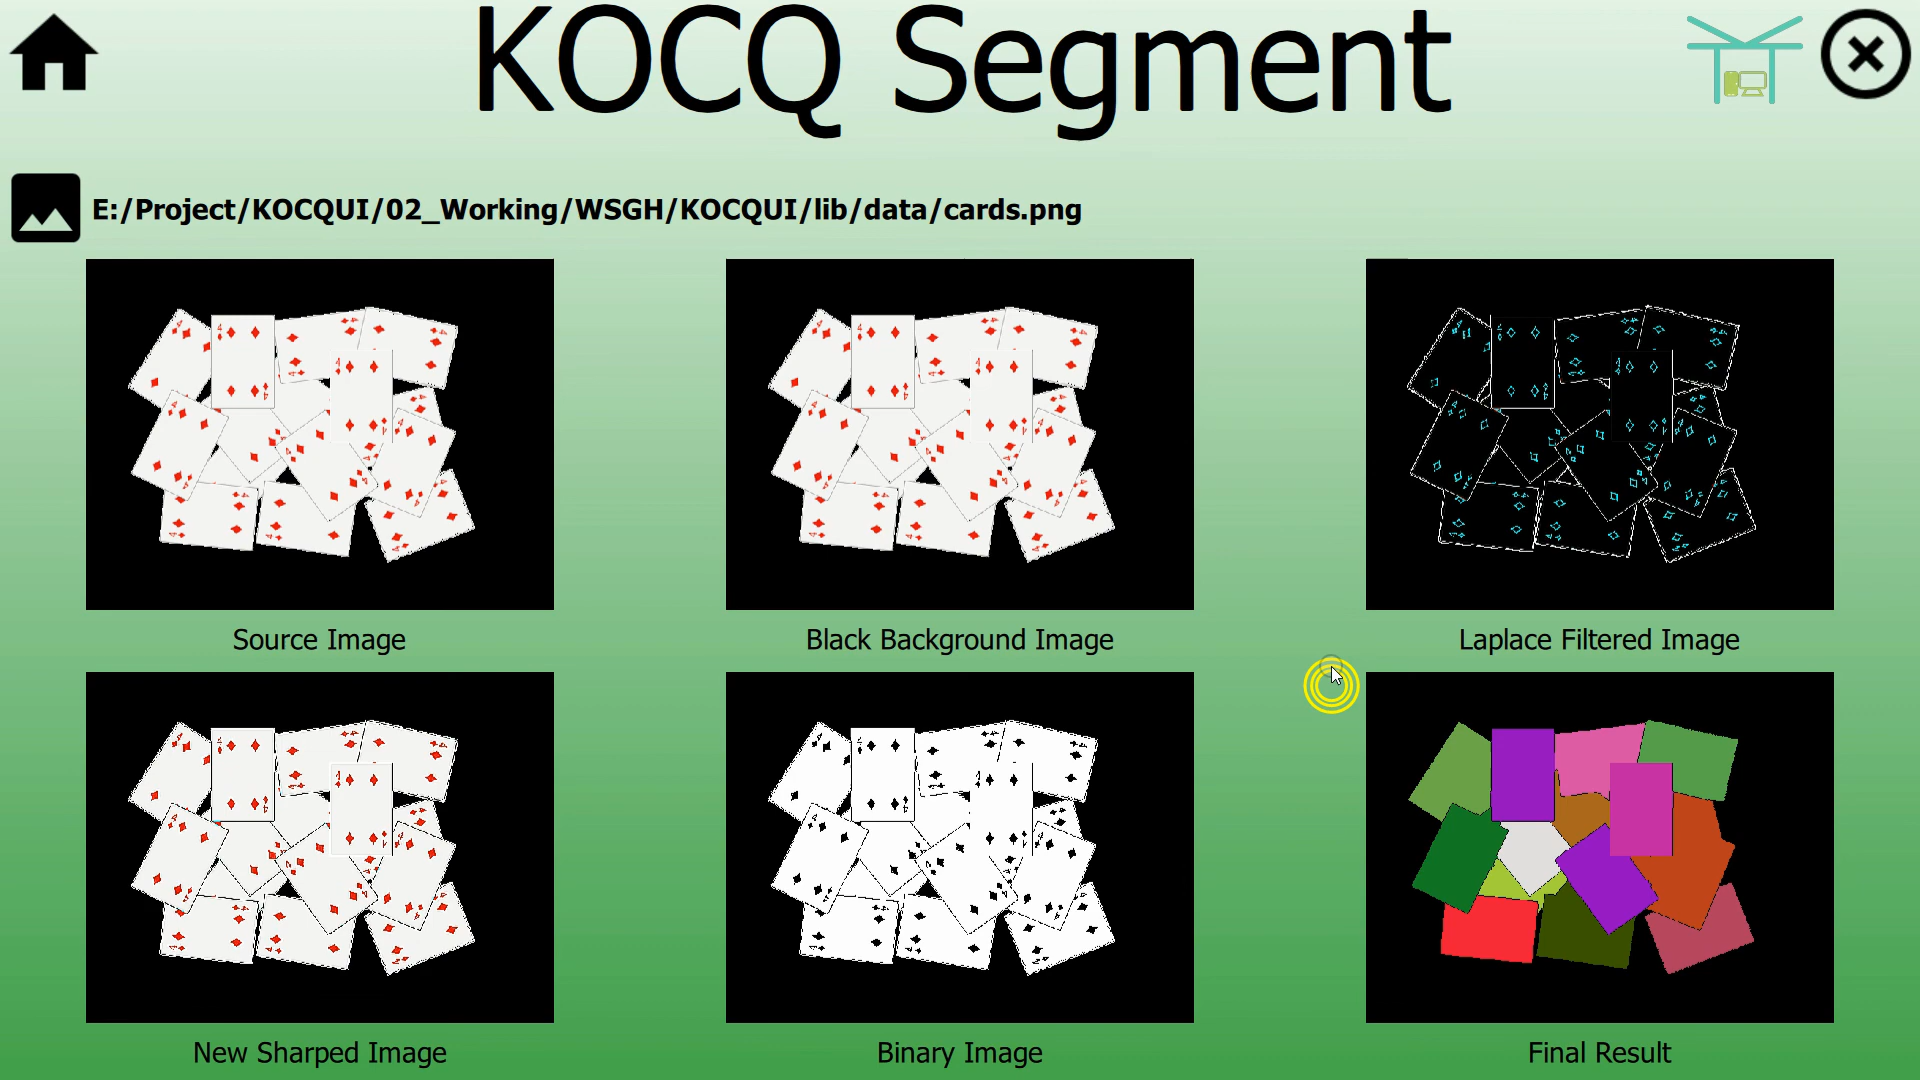 KOCQ Segment
E:/Project/KOCQUI/02_Working/WSGH/KOCQUI/lib/data/cards.png
Source Image
Black Background Image
Laplace Filtered Image
New Sharped Image
Binary Image
Final Result